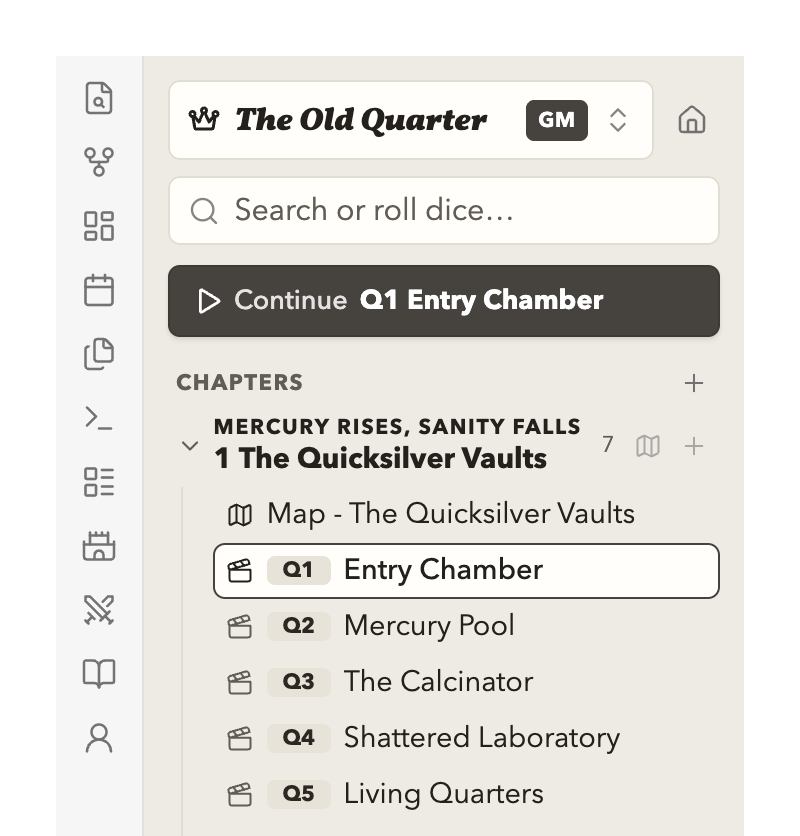 The Old Quarter GM
Search or roll dice...
Continue Q1 Entry Chamber
CHAPTERS
MERCURY RISES, SANITY FALLS
1 The Quicksilver Vaults 7
Map - The Quicksilver Vaults
Q1 Entry Chamber
Q2 Mercury Pool
Q3 The Calcinator
Q4 Shattered Laboratory
Q5 Living Quarters